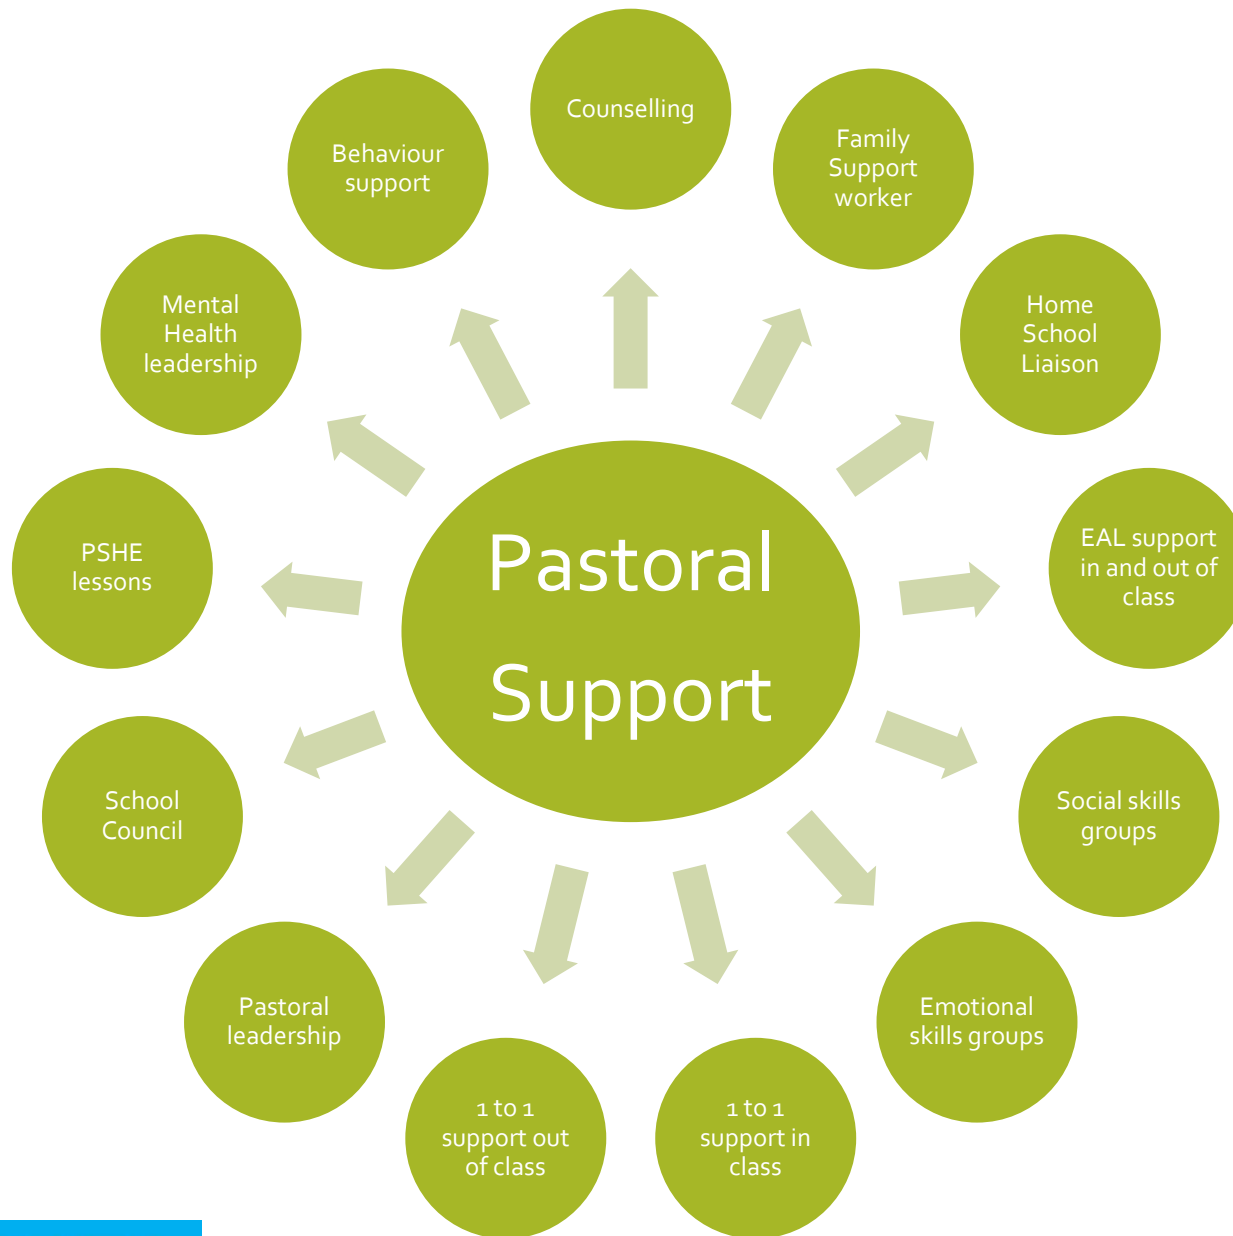 Counselling
Family
Support
worker
Home
School
Liaison
EAL support
in and out of
class
Social skills
groups
Emotional
skills groups
1 to 1
support in
class
1 to 1
support out
of class
Pastoral
leadership
School
Council
PSHE
lessons
Mental
Health
leadership
Behaviour
support
Pastoral
Support